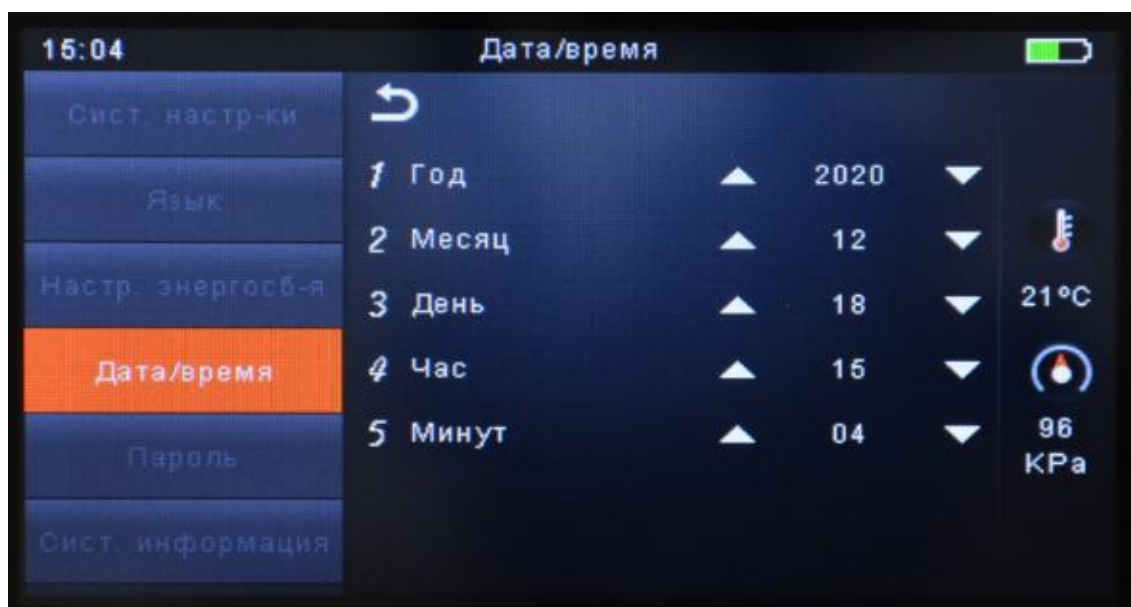 15:04 Дата/время
Сист. настр-ки
Язык
Настр. энергосб-я
Дата/время
Пароль
Сист. информация
1 Год 2020
2 Месяц 12
3 День 18
4 Час 15
5 Минут 04
21°C
96
KPa